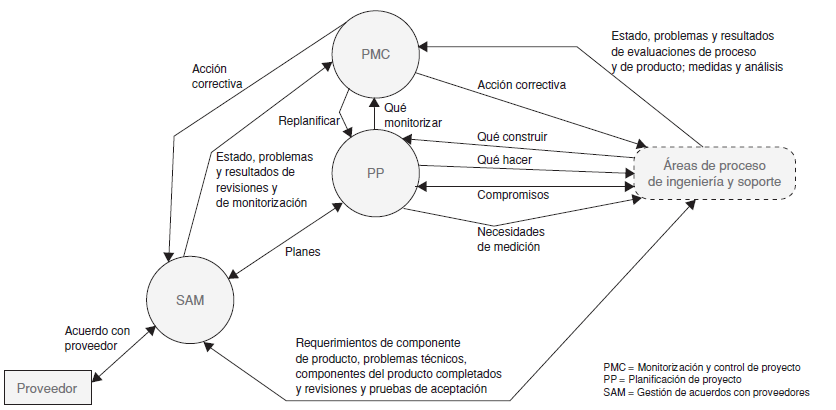 PMC
Estado, problemas y resultados
de evaluaciones de proceso
y de producto; medidas y análisis
Acción
correctiva
Acción correctiva
Replanificar
Qué
monitorizar
Estado, problemas
y resultados de
revisiones y
de monitorización
Qué construir
Qué hacer
PP
Compromisos
Áreas de proceso
de ingeniería y soporte
Necesidades
de medición
Planes
SAM
Acuerdo con
proveedor
Proveedor
Requerimientos de componente
de producto, problemas técnicos,
componentes del producto completados
y revisiones y pruebas de aceptación
PMC = Monitorización y control de proyecto
PP = Planificación de proyecto
SAM = Gestión de acuerdos con proveedores